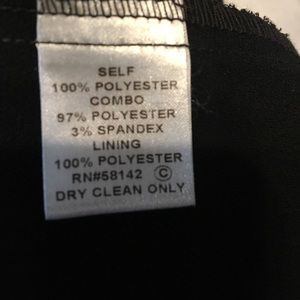 SELF
100% POLYESTER
COMBO
97% POLYESTER
3% SPANDEX
LINING
100% POLYESTER
RN#58142 Ⓒ
DRY CLEAN ONLY